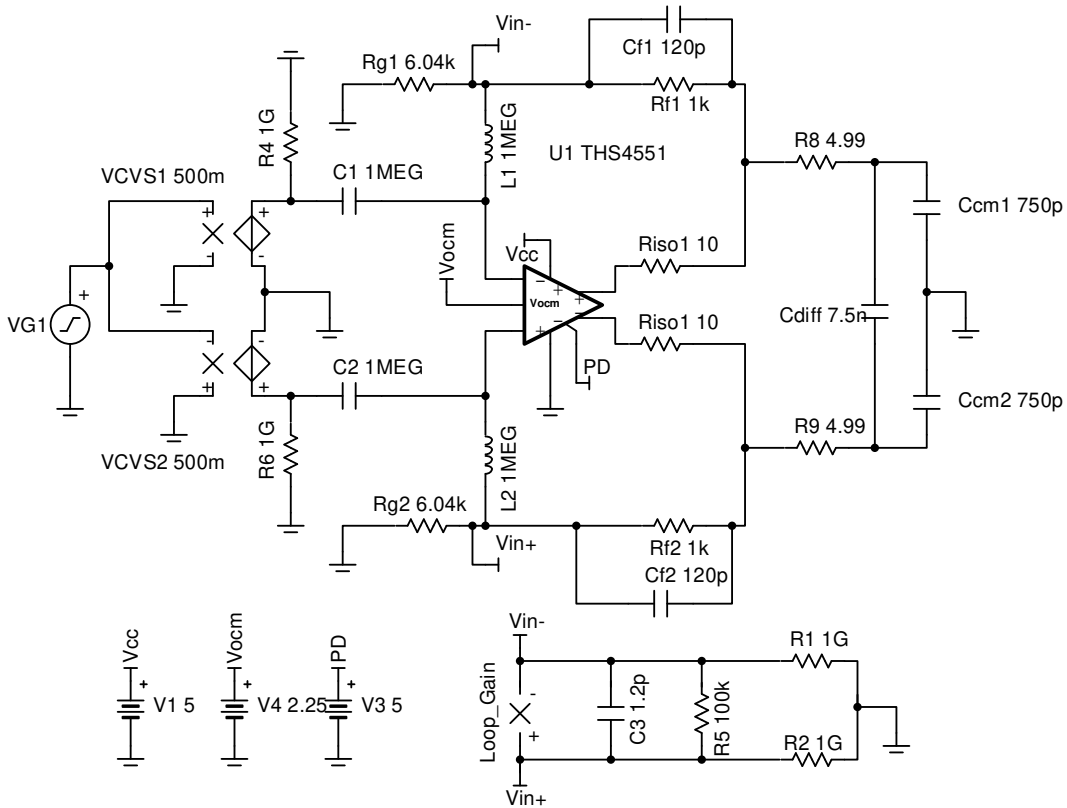 Vin-
Cf1 120p
Rg1 6.04k
Rf1 1k
R4 1G
L1 1MEG
U1 THS4551
R8 4.99
VCVS1 500m
C1 1MEG
Ccm1 750p
+
-
+
-
Vocm
Vcc
Riso1 10
VG1
+
-
+
-
+
Vocm
+
-
+
-
Cdiff 7.5n
Riso1 10
PD
-
+
-
+
C2 1MEG
Ccm2 750p
R9 4.99
VCVS2 500m
R6 1G
L2 1MEG
Rg2 6.04k
Vin+
Rf2 1k
Cf2 120p
Vcc
+
V1 5
Vocm
+
V4 2.25
PD
+
V3 5
Vin-
R1 1G
Loop_Gain
-
+
C3 1.2p
R5 100k
R2 1G
Vin+